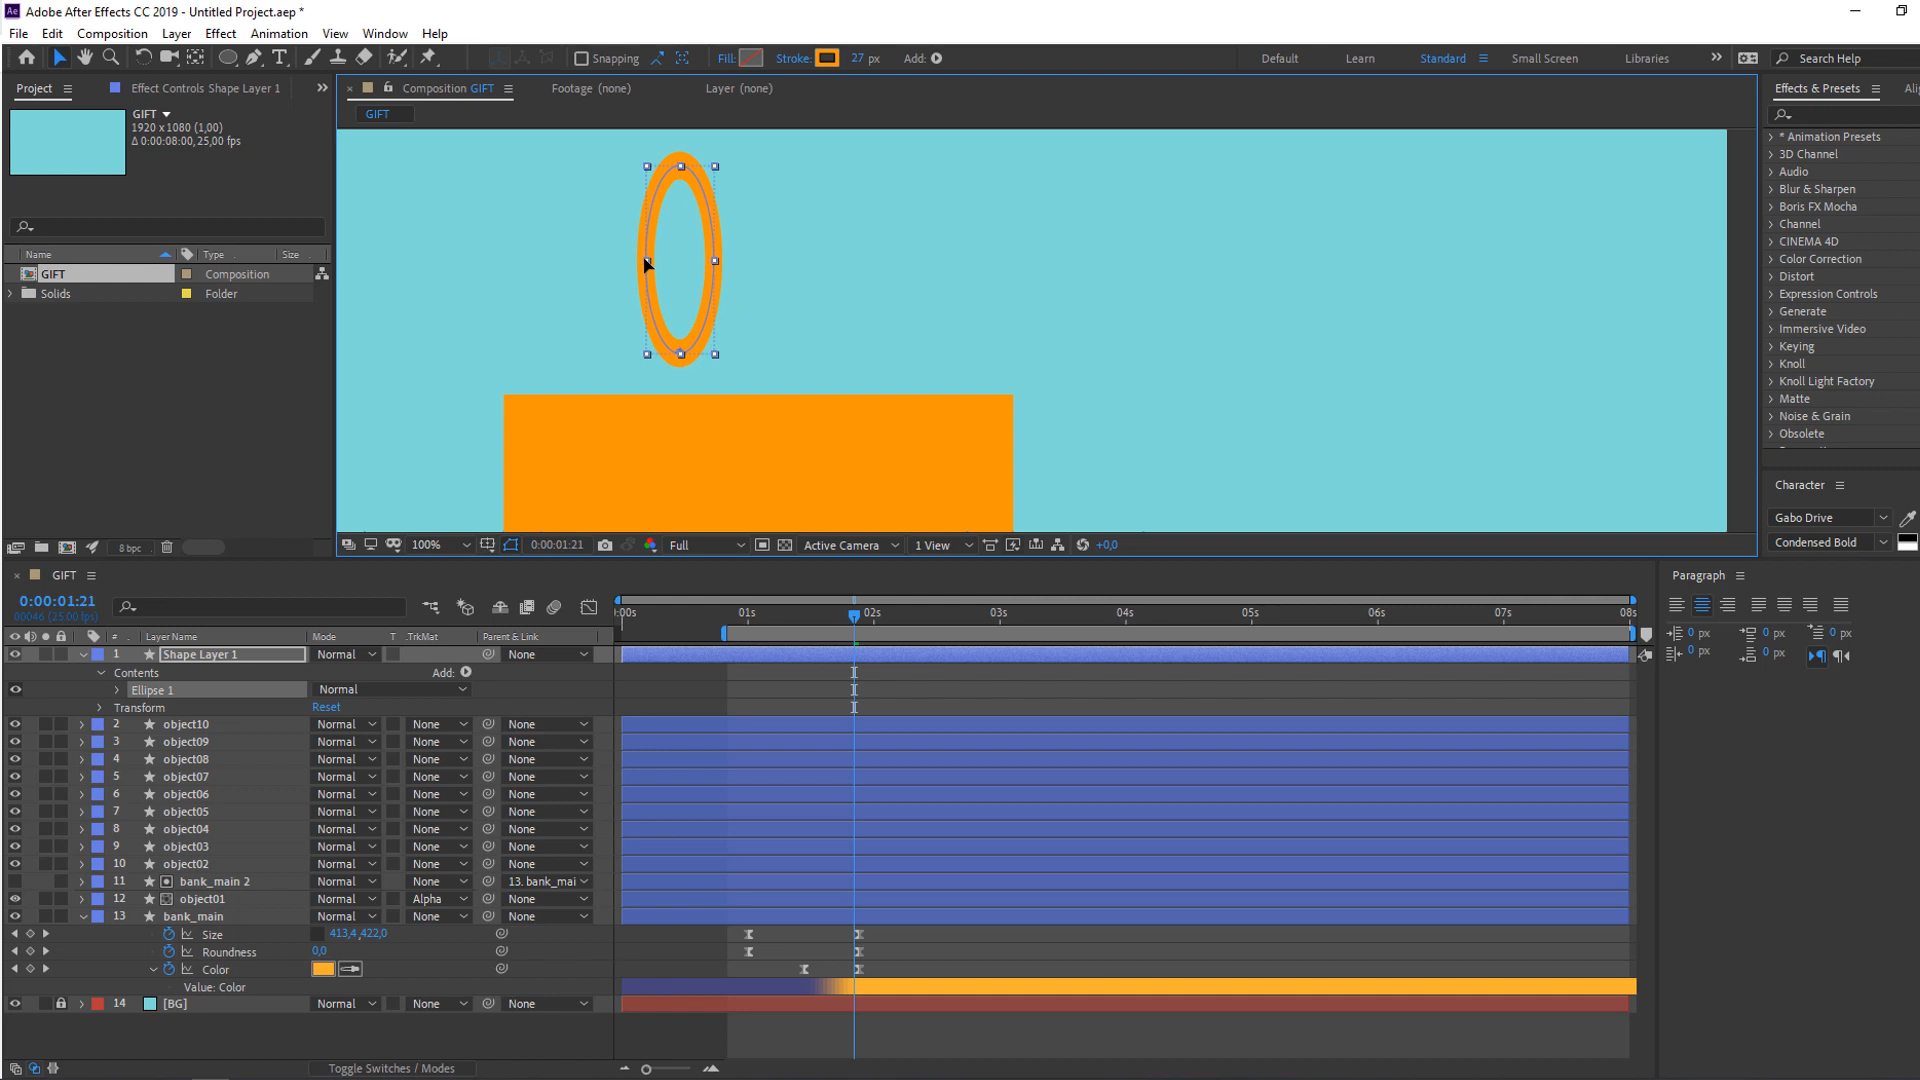 Adobe After Effects CC 2019 - Untitled Project.aep *
File Edit Composition Layer Effect Animation View Window Help
Snapping Fill: Stroke: 27 px Add: Default Learn Standard Small Screen Libraries Search Help
Project Effect Controls Shape Layer 1 Composition GIFT Footage (none) Layer (none) Effects & Presets
GIFT
1920 x 1080 (1,00)
Δ 0:00:08:00, 25,00 fps
GIFT
Name Type Size
GIFT Composition
Solids Folder
* Animation Presets
3D Channel
Audio
Blur & Sharpen
Boris FX Mocha
Channel
CINEMA 4D
Color Correction
Distort
Expression Controls
Generate
Immersive Video
Keying
Knoll
Knoll Light Factory
Matte
Noise & Grain
Obsolete
Character
Gabo Drive
Condensed Bold
8 bpc 100% 0:00:01:21 Full Active Camera 1 View +0,0
GIFT
0:00:01:21
00046 (25.00 fps)
:00s 01s 02s 03s 04s 05s 06s 07s 08s
# Layer Name Mode T .TrkMat Parent & Link
1 Shape Layer 1 Normal None
Contents Add:
Ellipse 1 Normal
Transform Reset
2 object10 Normal None None
3 object09 Normal None None
4 object08 Normal None None
5 object07 Normal None None
6 object06 Normal None None
7 object05 Normal None None
8 object04 Normal None None
9 object03 Normal None None
10 object02 Normal None None
11 bank_main 2 Normal None 13. bank_mai
12 object01 Normal Alpha None
13 bank_main Normal None None
Size 413,4,422,0
Roundness 0,0
Color
Value: Color
14 [BG] Normal None None
Toggle Switches / Modes
Paragraph
0 px 0 px 0 px
0 px 0 px